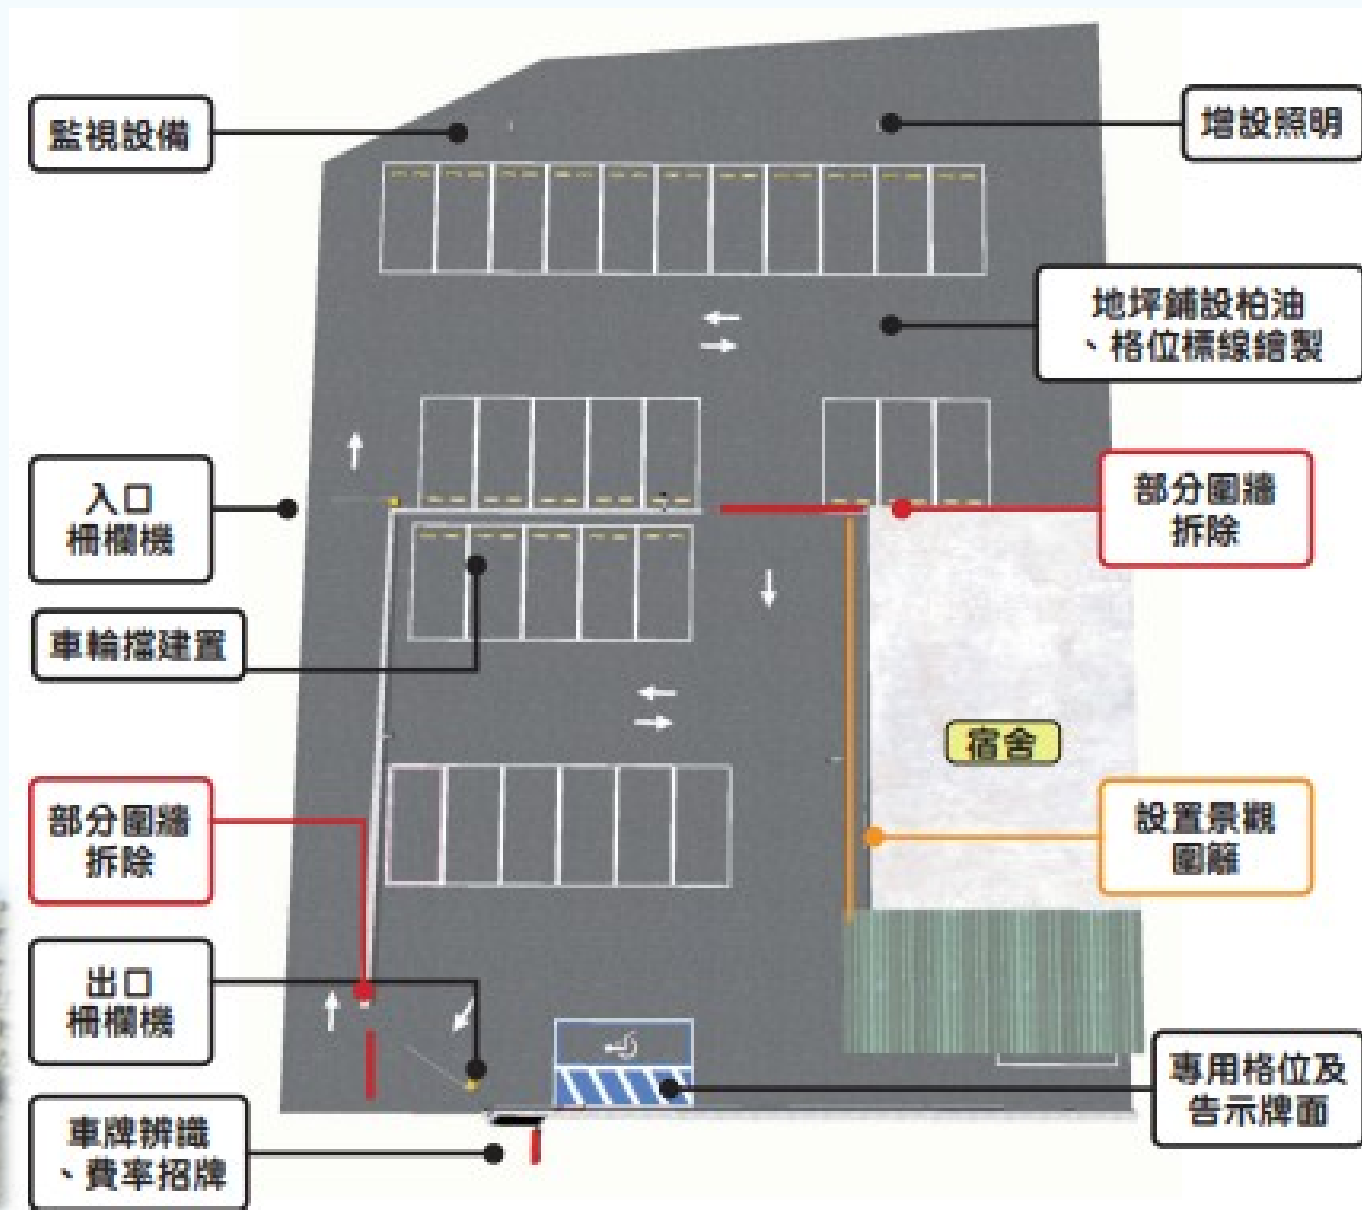 監視設備
增設照明
地坪鋪設柏油
、格位標線繪製
入口
柵欄機
部分圍牆
拆除
車輪擋建置
宿舍
部分圍牆
拆除
設置景觀
圍籬
出口
柵欄機
專用格位及
告示牌面
車牌辨識
、費率招牌